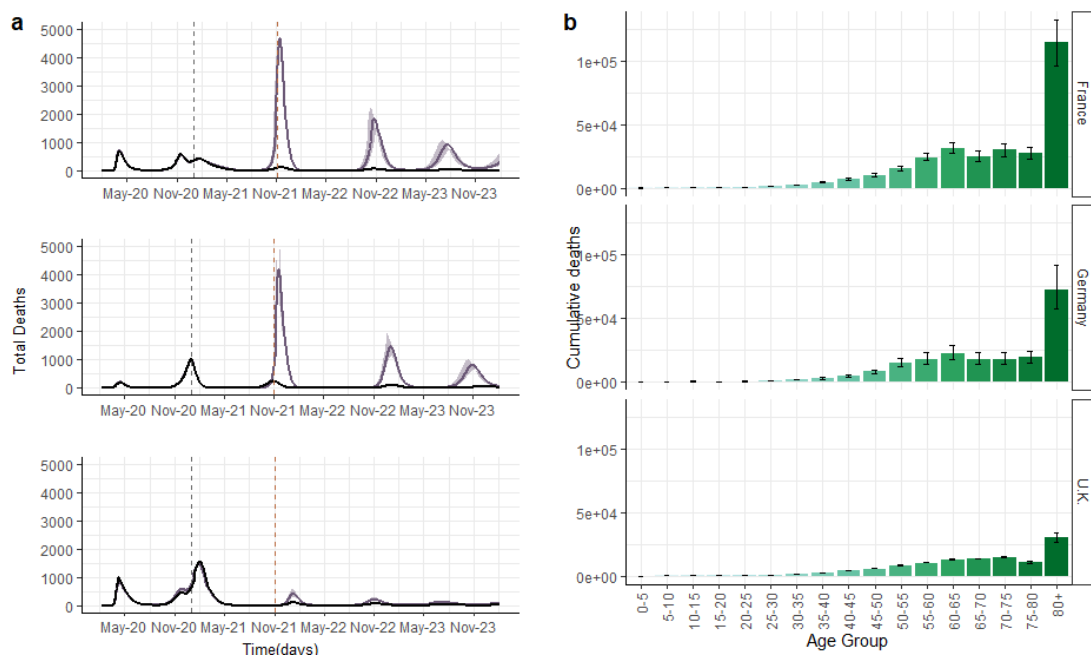 a
Total Deaths
5000
4000
3000
2000
1000
0
May-20 Nov-20 May-21 Nov-21 May-22 Nov-22 May-23 Nov-23
5000
4000
3000
2000
1000
0
May-20 Nov-20 May-21 Nov-21 May-22 Nov-22 May-23 Nov-23
5000
4000
3000
2000
1000
0
May-20 Nov-20 May-21 Nov-21 May-22 Nov-22 May-23 Nov-23
Time(days)
b
Cumulative deaths
1e+05
5e+04
0e+00
France
1e+05
5e+04
0e+00
Germany
1e+05
5e+04
0e+00
U.K.
0-5 5-10 10-15 15-20 20-25 25-30 30-35 35-40 40-45 45-50 50-55 55-60 60-65 65-70 70-75 75-80 80+
Age Group